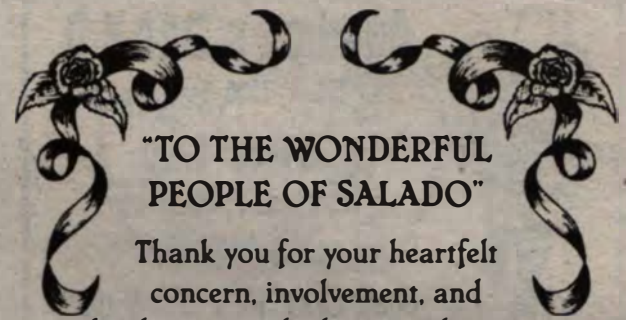 “TO THE WONDERFUL
PEOPLE OF SALADO”
Thank you for your heartfelt
concern, involvement, and